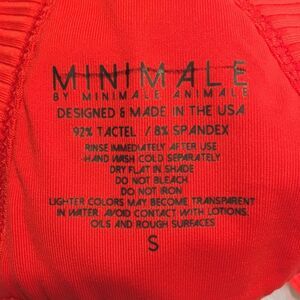 MINIMALE
BY MINIMALE ANIMALE
DESIGNED & MADE IN THE USA
92% TACTEL / 8% SPANDEX
RINSE IMMEDIATELY AFTER USE
HAND WASH COLD SEPARATELY
DRY FLAT IN SHADE
DO NOT BLEACH
DO NOT IRON
LIGHTER COLORS MAY BECOME TRANSPARENT
IN WATER. AVOID CONTACT WITH LOTIONS,
OILS AND ROUGH SURFACES
S